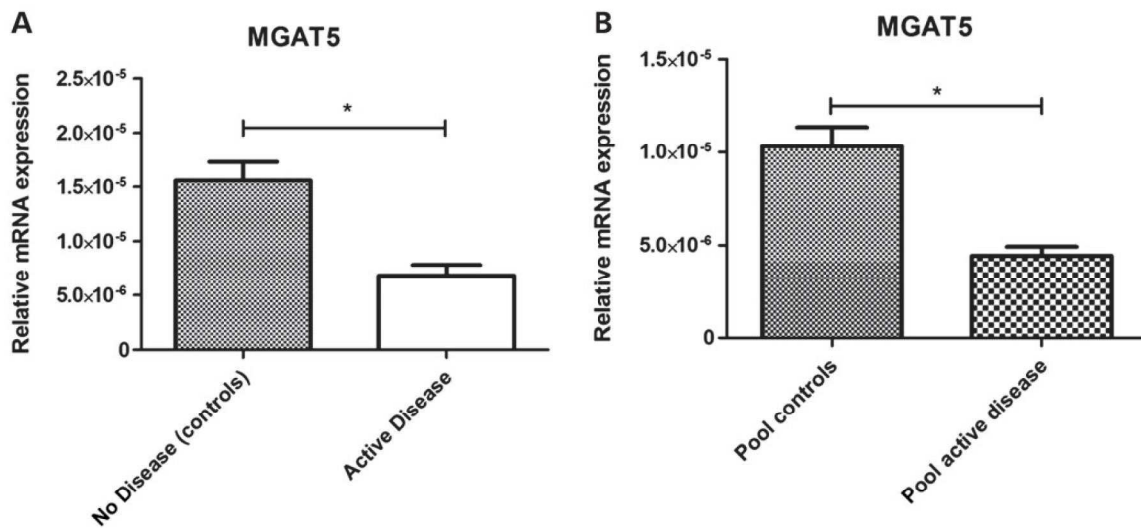 A
MGAT5
Relative mRNA expression
2.5×10⁻⁵
2.0×10⁻⁵
1.5×10⁻⁵
1.0×10⁻⁵
5.0×10⁻⁶
0
*
No Disease (controls)
Active Disease
B
MGAT5
Relative mRNA expression
1.5×10⁻⁵
1.0×10⁻⁵
5.0×10⁻⁶
0
*
Pool controls
Pool active disease